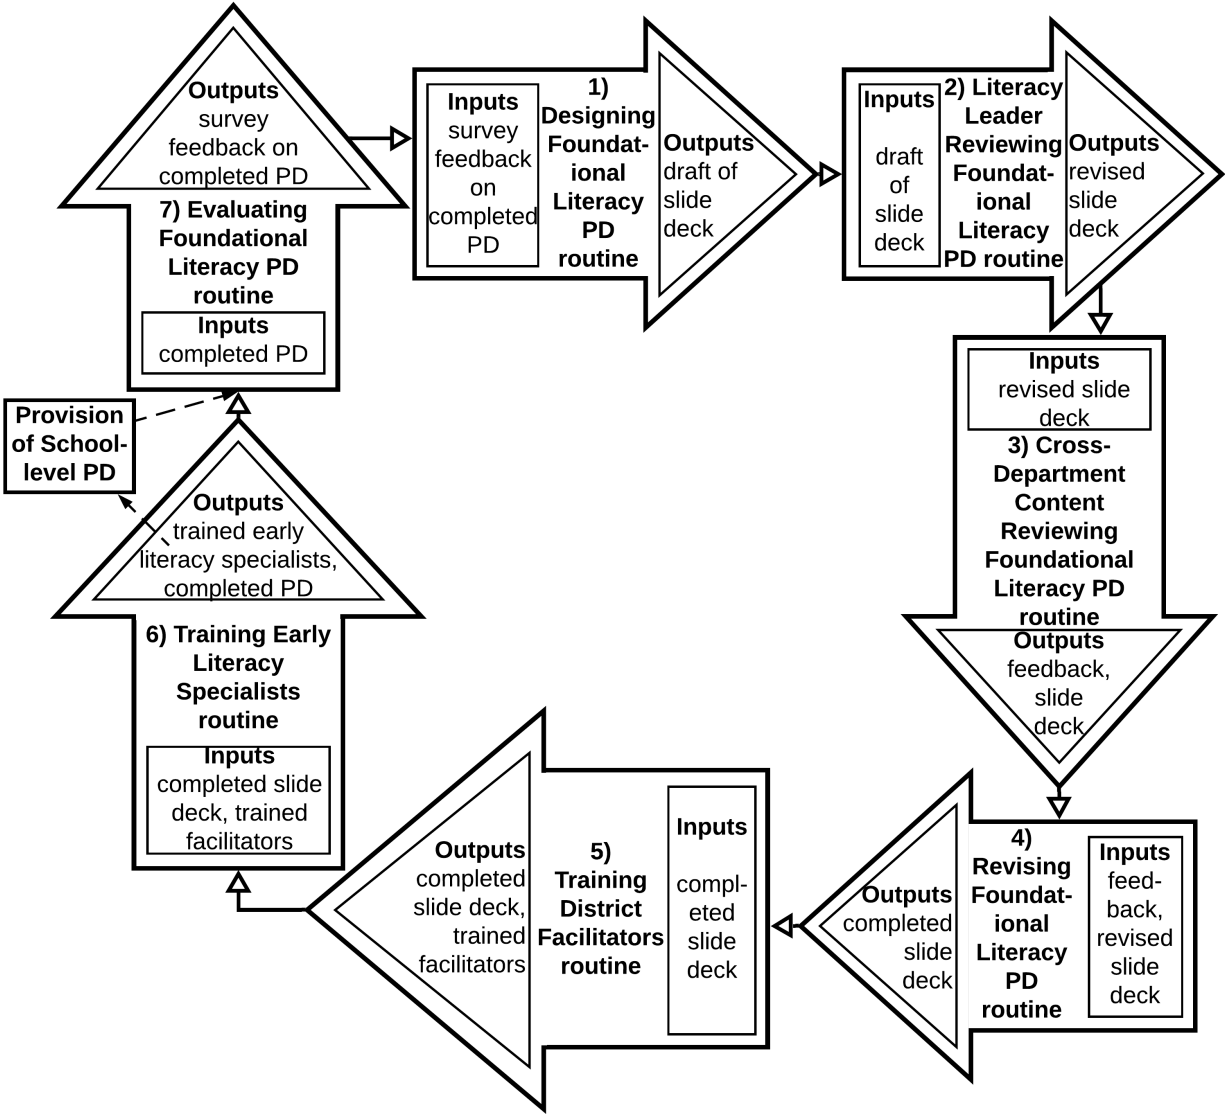 Outputs
survey
feedback on
completed PD
7) Evaluating
Foundational
Literacy PD
routine
Inputs
completed PD
Inputs
survey
feedback
on
completed
PD
1)
Designing
Foundat-
ional
Literacy
PD
routine
Outputs
draft of
slide
deck
Inputs
draft
of
slide
deck
2) Literacy
Leader
Reviewing
Foundat-
ional
Literacy
PD routine
Outputs
revised
slide
deck
Inputs
revised slide
deck
3) Cross-
Department
Content
Reviewing
Foundational
Literacy PD
routine
Outputs
feedback,
slide
deck
4)
Revising
Foundat-
ional
Literacy
PD
routine
Inputs
feed-
back,
revised
slide
deck
Outputs
completed
slide
deck
Inputs
compl-
eted
slide
deck
5)
Training
District
Facilitators
routine
Outputs
completed
slide deck,
trained
facilitators
Inputs
completed slide
deck, trained
facilitators
6) Training Early
Literacy
Specialists
routine
Outputs
trained early
literacy specialists,
completed PD
Provision
of School-
level PD